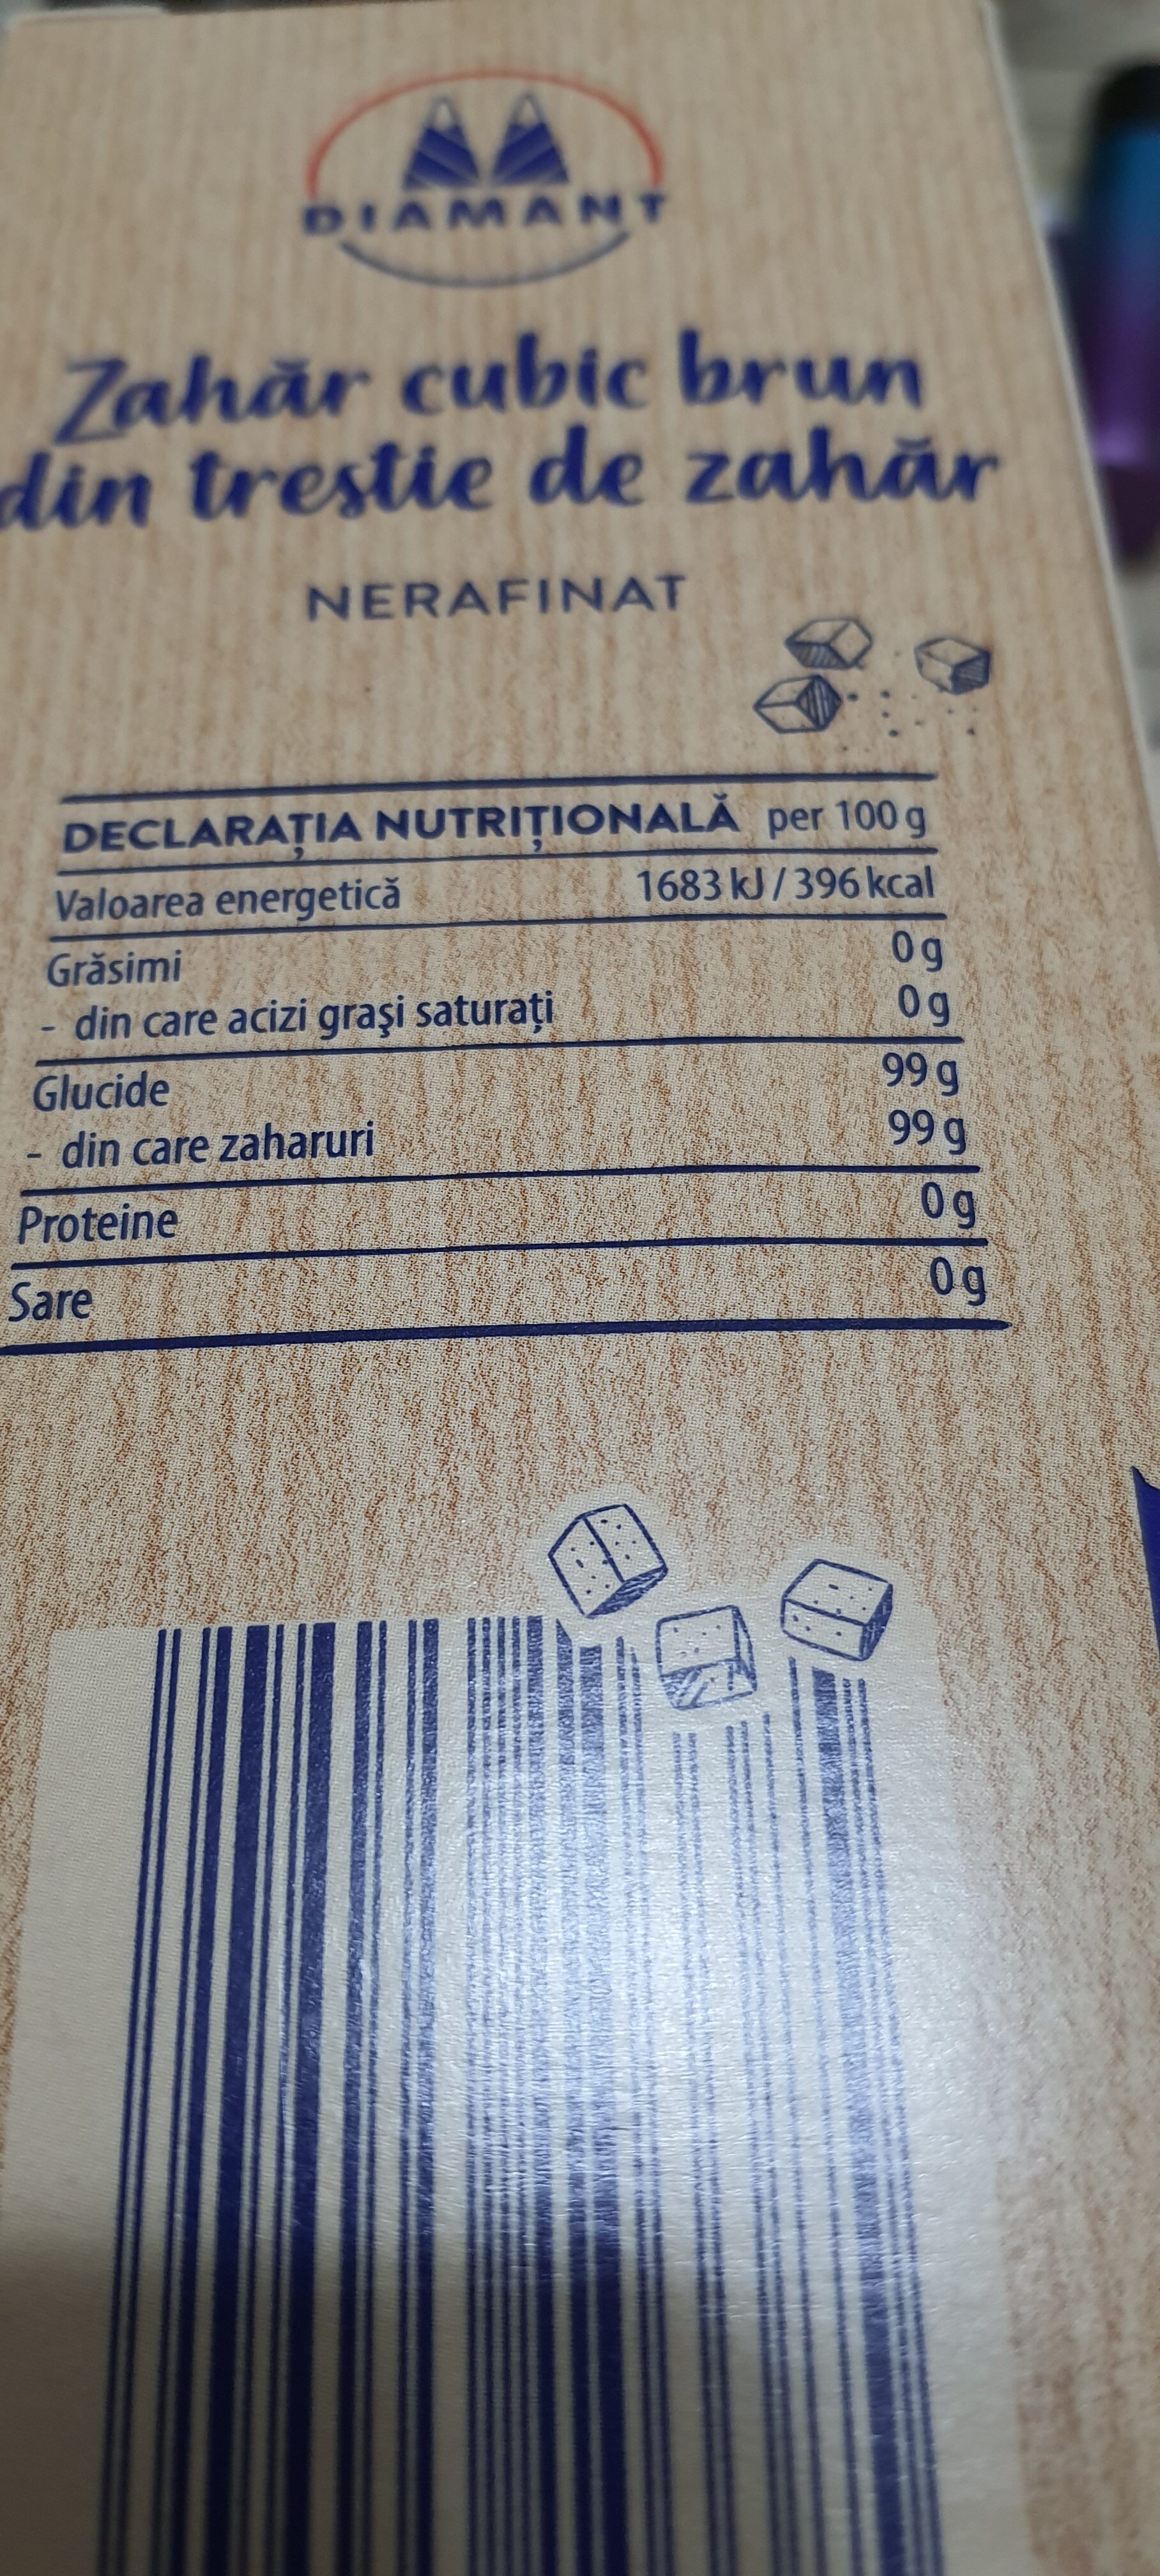 DIAMANT
Zahăr cubic brun
din trestie de zahăr
NERAFINAT
DECLARAȚIA NUTRIȚIONALĂ per 100 g
Valoarea energetică 1683 kJ / 396 kcal
Grăsimi 0 g
- din care acizi graşi saturați 0 g
Glucide 99 g
- din care zaharuri 99 g
Proteine 0 g
Sare 0 g